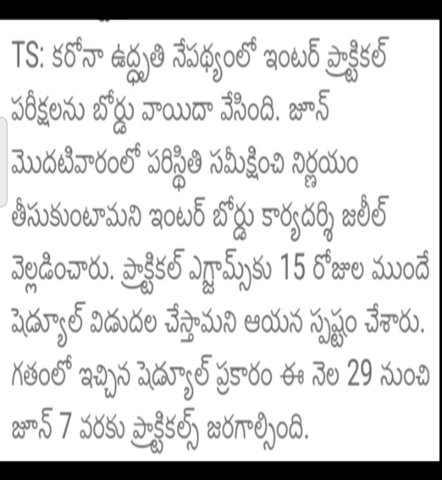 TS: కరోనా ఉద్ధృతి నేపథ్యంలో ఇంటర్ ప్రాక్టికల్
పరీక్షలను బోర్డు వాయిదా వేసింది. జూన్
మొదటివారంలో పరిస్థితి సమీక్షించి నిర్ణయం
తీసుకుంటామని ఇంటర్ బోర్డు కార్యదర్శి జలీల్
వెల్లడించారు. ప్రాక్టికల్ ఎగ్జామ్స్‌కు 15 రోజుల ముందే
షెడ్యూల్ విడుదల చేస్తామని ఆయన స్పష్టం చేశారు.
గతంలో ఇచ్చిన షెడ్యూల్ ప్రకారం ఈ నెల 29 నుంచి
జూన్ 7 వరకు ప్రాక్టికల్స్ జరగాల్సింది.